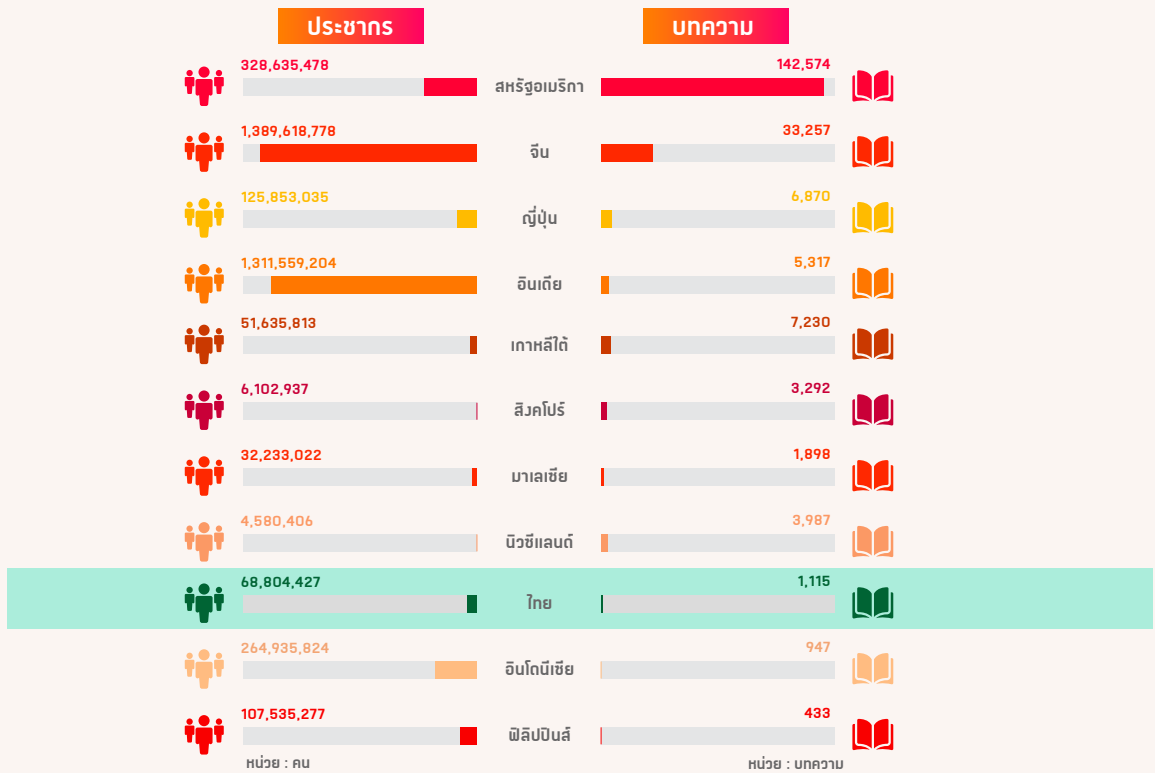 ประชากร บทความ
328,635,478 สหรัฐอเมริกา 142,574
1,389,618,778 จีน 33,257
125,853,035 ญี่ปุ่น 6,870
1,311,559,204 อินเดีย 5,317
51,635,813 เกาหลีใต้ 7,230
6,102,937 สิงคโปร์ 3,292
32,233,022 มาเลเซีย 1,898
4,580,406 นิวซีแลนด์ 3,987
68,804,427 ไทย 1,115
264,935,824 อินโดนีเซีย 947
107,535,277 ฟิลิปปินส์ 433
หน่วย : คน หน่วย : บทความ